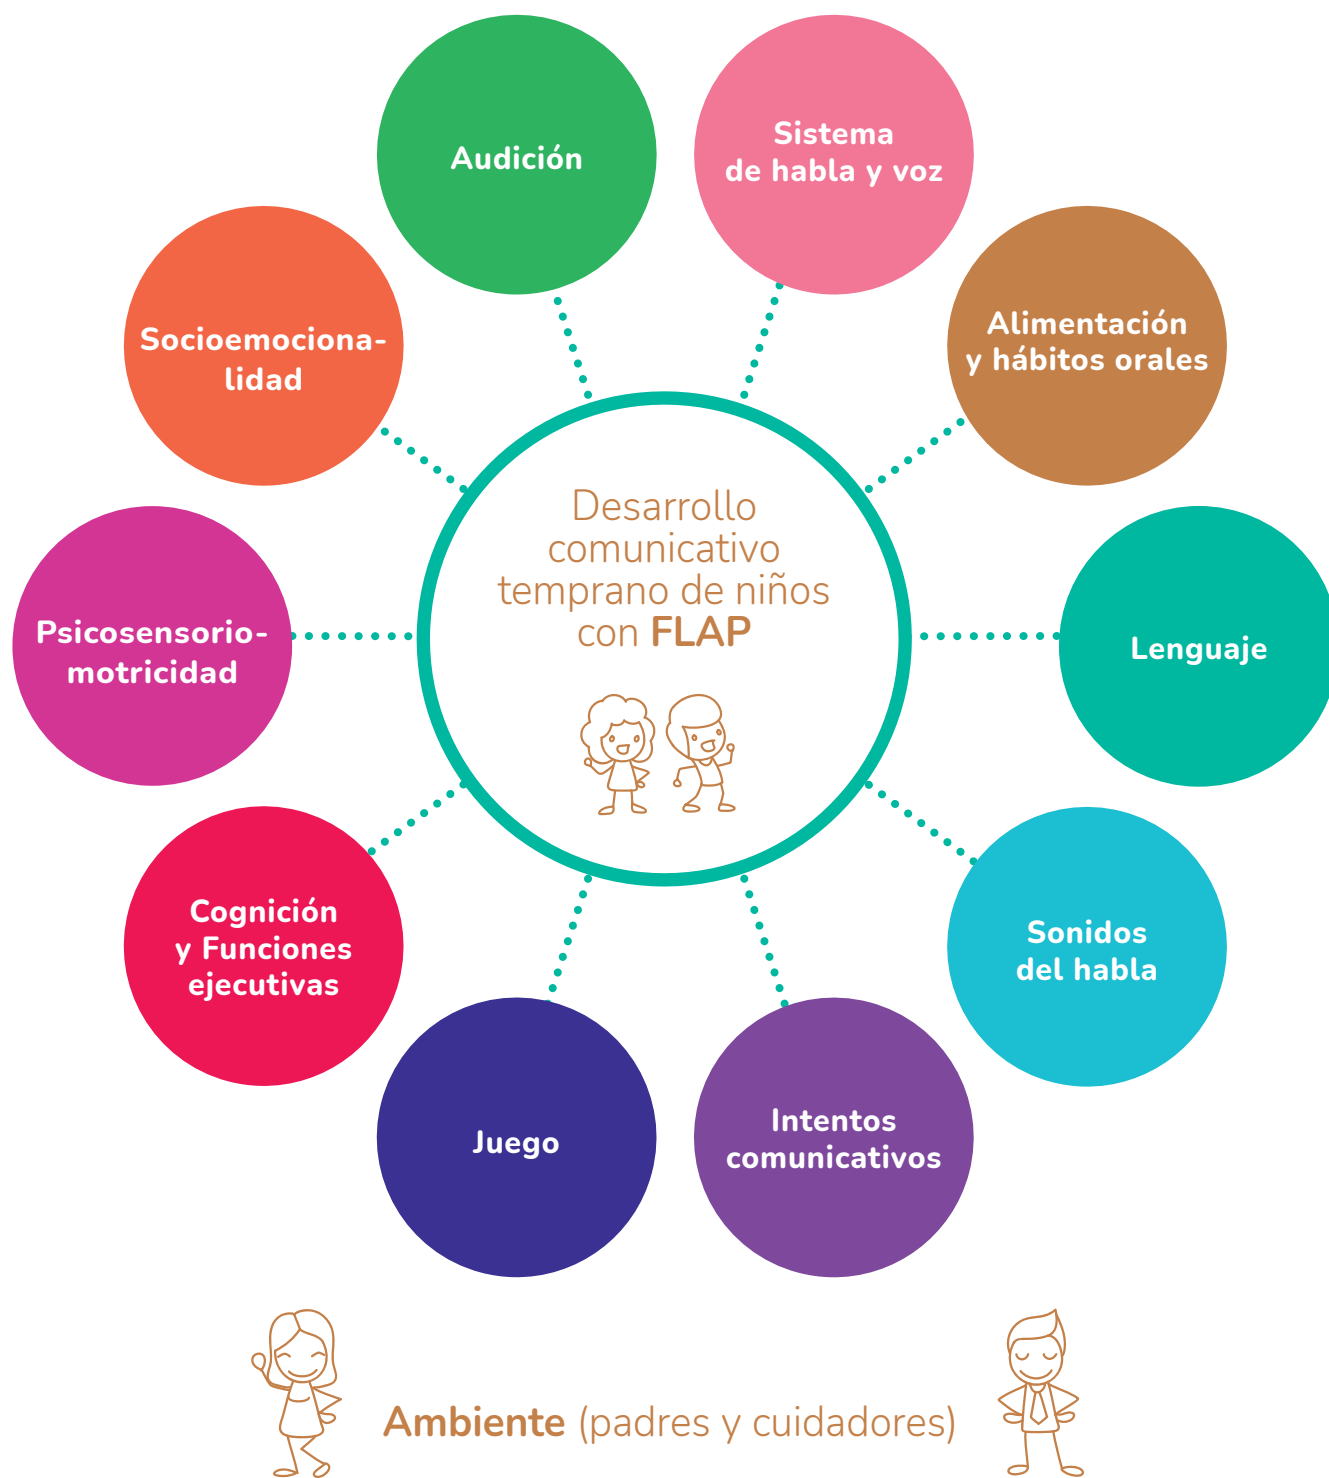 Audición
Sistema
de habla y voz
Alimentación
y hábitos orales
Socioemociona-
lidad
Desarrollo
comunicativo
temprano de niños
con FLAP
Psicosensorio-
motricidad
Lenguaje
Cognición
y Funciones
ejecutivas
Sonidos
del habla
Juego
Intentos
comunicativos
Ambiente (padres y cuidadores)